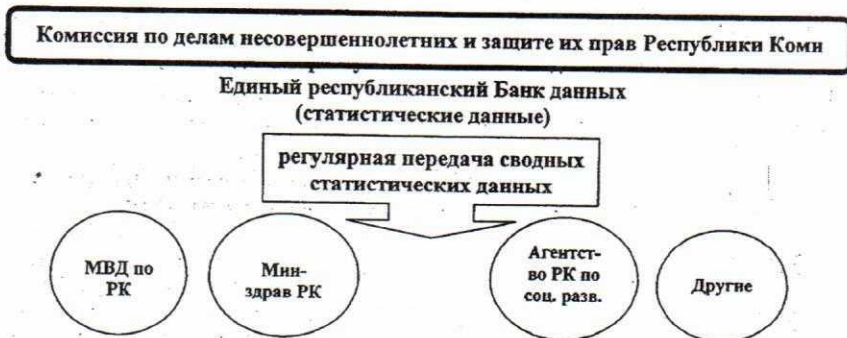 Комиссия по делам несовершеннолетних и защите их прав Республики Коми
Единый республиканский Банк данных
(статистические данные)
регулярная передача сводных
статистических данных
МВД по
РК
Мин-
здрав РК
Агентст-
во РК по
соц. разв.
Другие